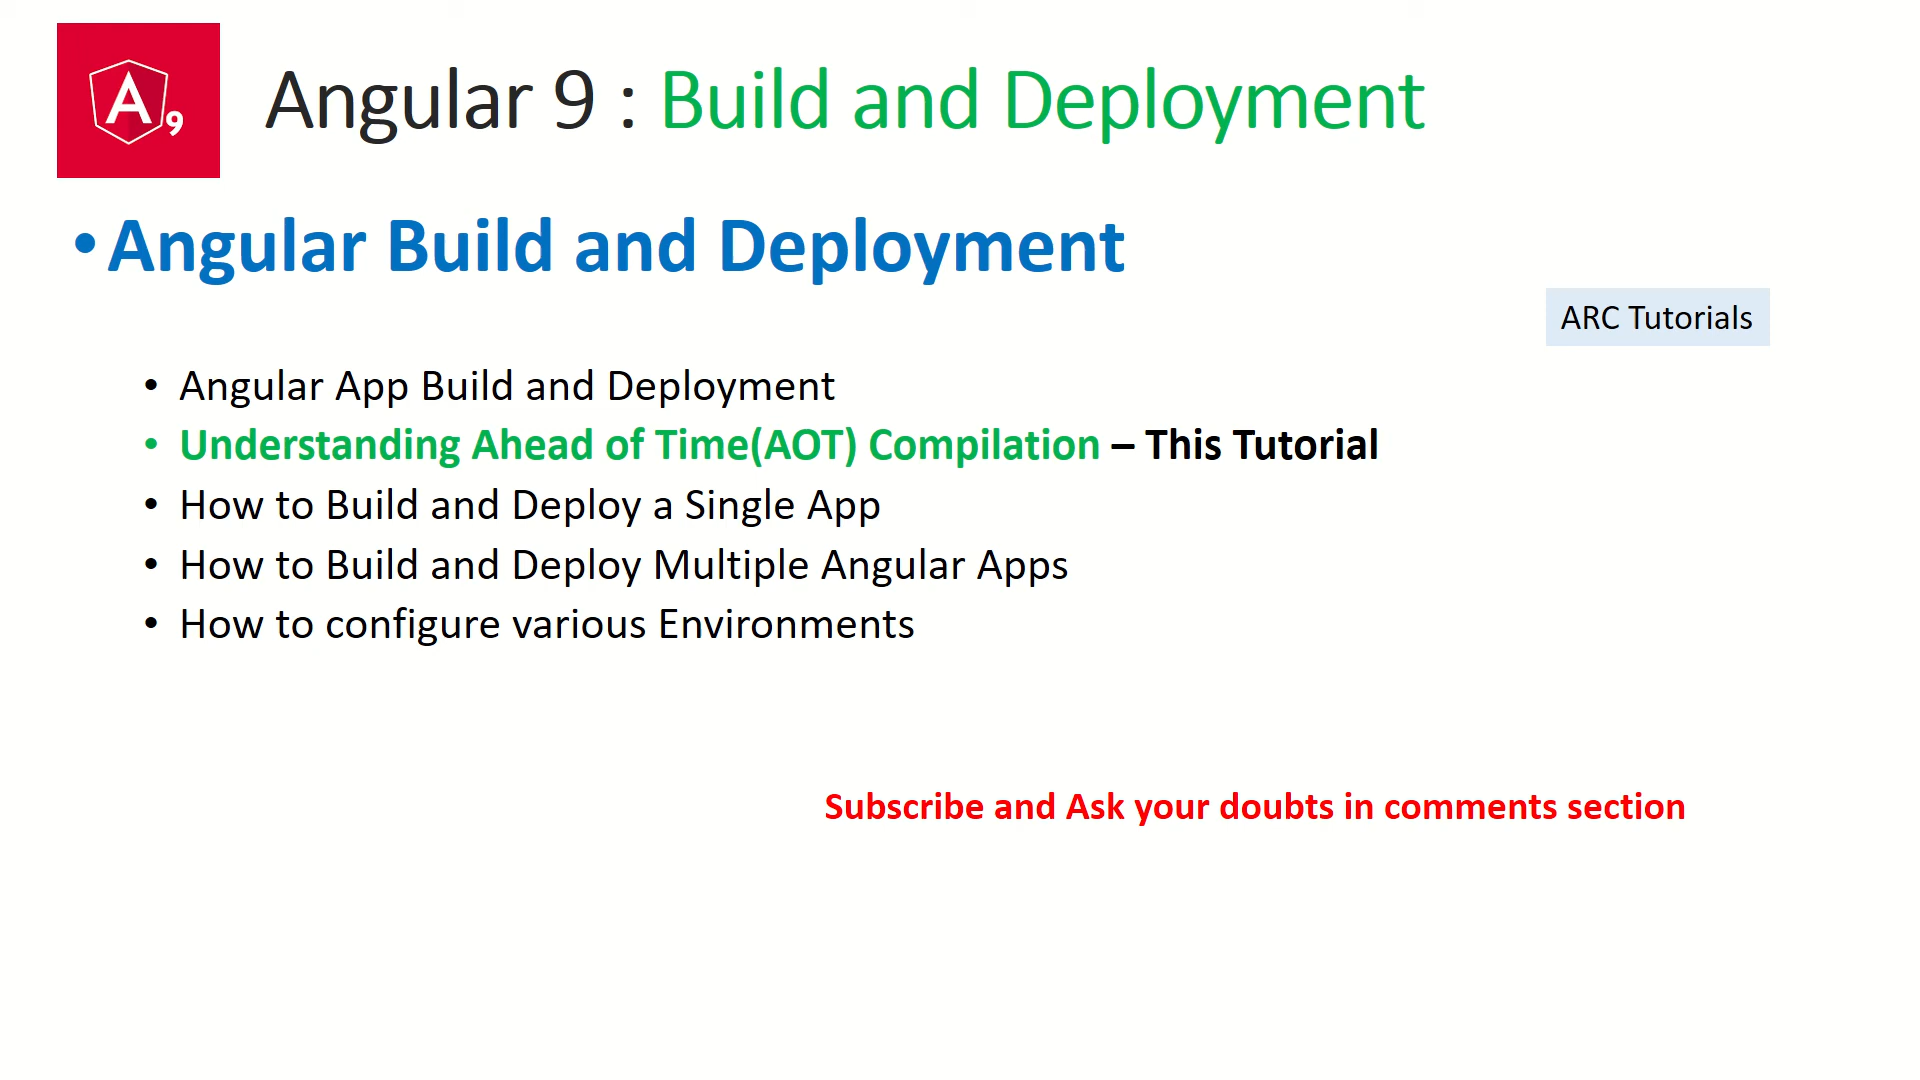 A9
Angular 9 : Build and Deployment
•Angular Build and Deployment
ARC Tutorials
• Angular App Build and Deployment
• Understanding Ahead of Time(AOT) Compilation – This Tutorial
• How to Build and Deploy a Single App
• How to Build and Deploy Multiple Angular Apps
• How to configure various Environments
Subscribe and Ask your doubts in comments section